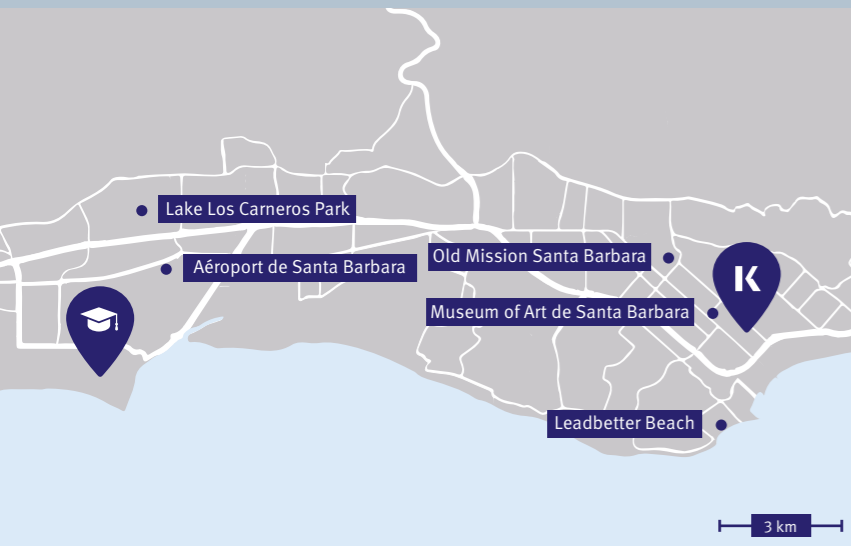 Lake Los Carneros Park
Old Mission Santa Barbara
Aéroport de Santa Barbara
K
Museum of Art de Santa Barbara
Leadbetter Beach
3 km